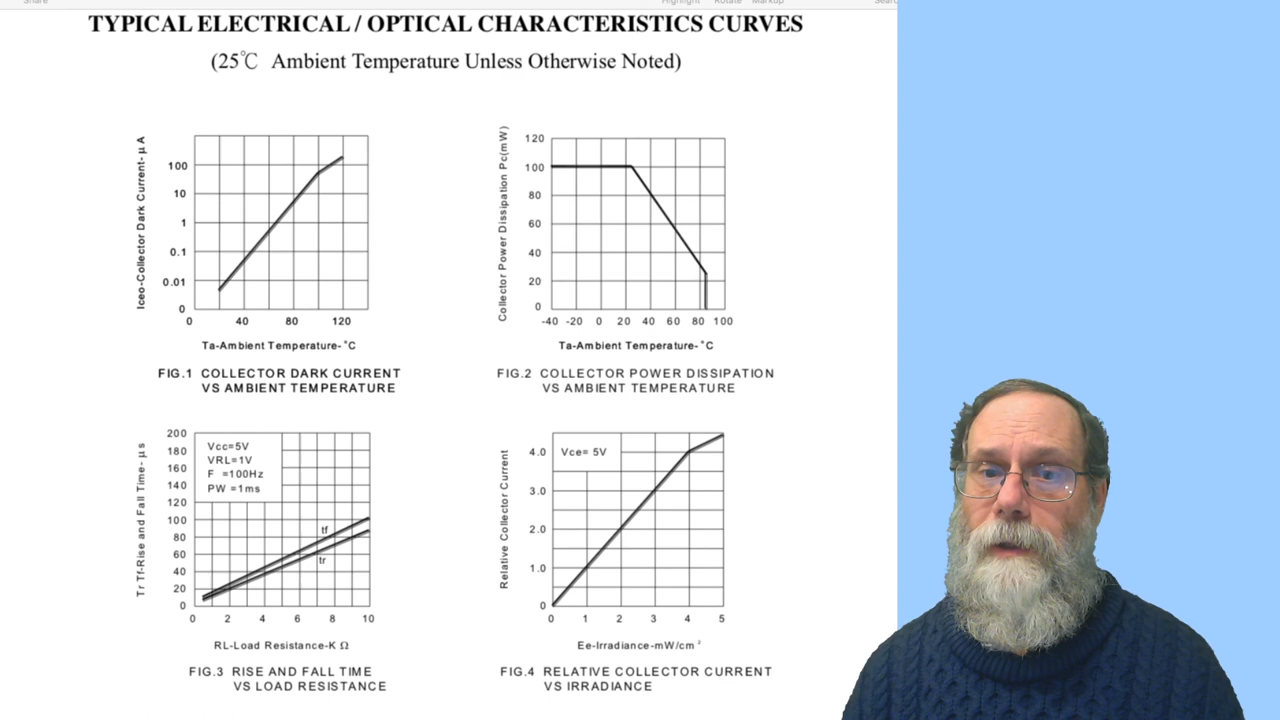 Share Highlight Rotate Markup
TYPICAL ELECTRICAL / OPTICAL CHARACTERISTICS CURVES
(25℃ Ambient Temperature Unless Otherwise Noted)
Iceo-Collector Dark Current- μ A
100
10
1
0.1
0.01
0
0 40 80 120
Ta-Ambient Temperature- °C
FIG.1 COLLECTOR DARK CURRENT
VS AMBIENT TEMPERATURE
Collector Power Dissipation Pc(mW)
120
100
80
60
40
20
0
-40 -20 0 20 40 60 80 100
Ta-Ambient Temperature- °C
FIG.2 COLLECTOR POWER DISSIPATION
VS AMBIENT TEMPERATURE
Tr Tf-Rise and Fall Time- μ s
200
180
160
140
120
100
80
60
40
20
0
Vcc=5V
VRL=1V
F =100Hz
PW =1ms
tf
tr
0 2 4 6 8 10
RL-Load Resistance-K Ω
FIG.3 RISE AND FALL TIME
VS LOAD RESISTANCE
Relative Collector Current
4.0
3.0
2.0
1.0
0
Vce= 5V
0 1 2 3 4 5
Ee-Irradiance-mW/cm ²
FIG.4 RELATIVE COLLECTOR CURRENT
VS IRRADIANCE